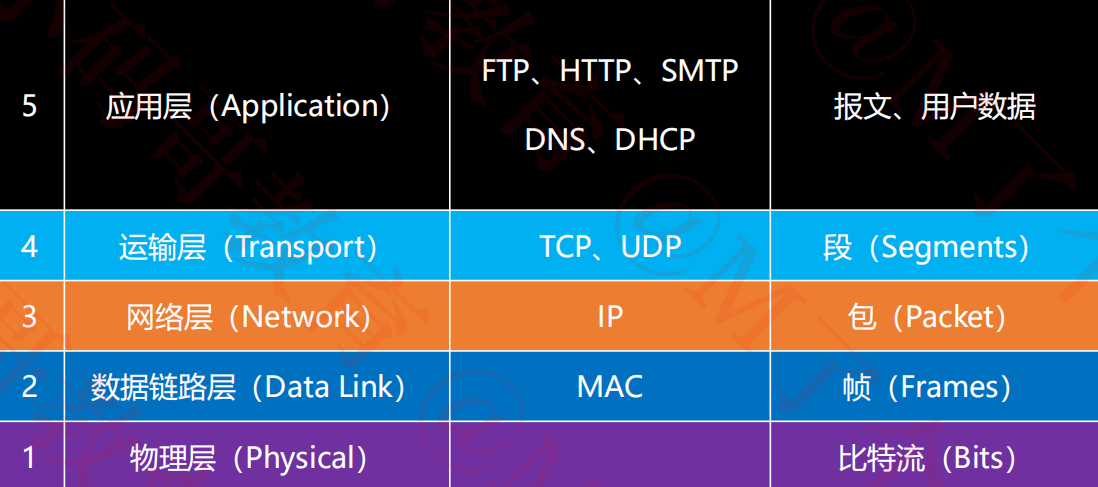 5
应用层（Application）
FTP、HTTP、SMTP
DNS、DHCP
报文、用户数据
4
运输层（Transport）
TCP、UDP
段（Segments）
3
网络层（Network）
IP
包（Packet）
2
数据链路层（Data Link）
MAC
帧（Frames）
1
物理层（Physical）
比特流（Bits）